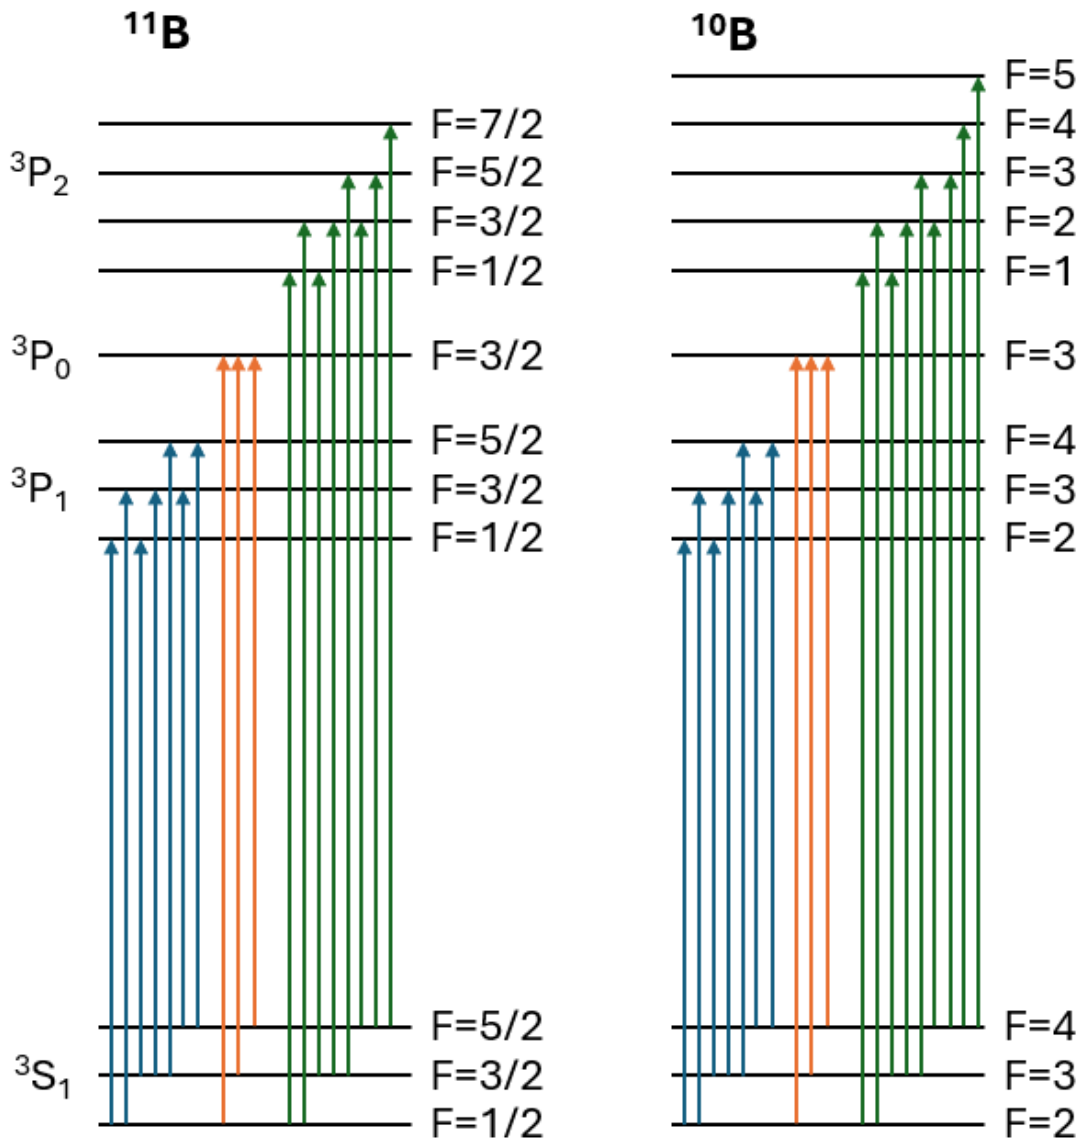 ¹¹B
F=7/2
³P₂ F=5/2
F=3/2
F=1/2
³P₀ F=3/2
F=5/2
³P₁ F=3/2
F=1/2
F=5/2
³S₁ F=3/2
F=1/2
¹⁰B
F=5
F=4
F=3
F=2
F=1
F=3
F=4
F=3
F=2
F=4
F=3
F=2